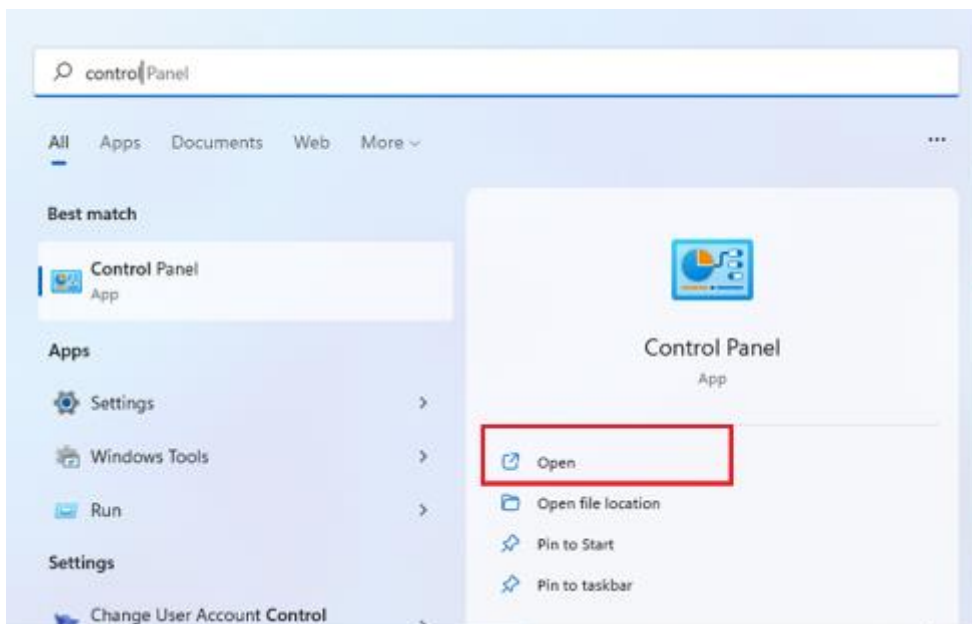 control Panel
All Apps Documents Web More
...
Best match
Control Panel
App
Apps
Settings
Windows Tools
Run
Settings
Change User Account Control
Control Panel
App
Open
Open file location
Pin to Start
Pin to taskbar